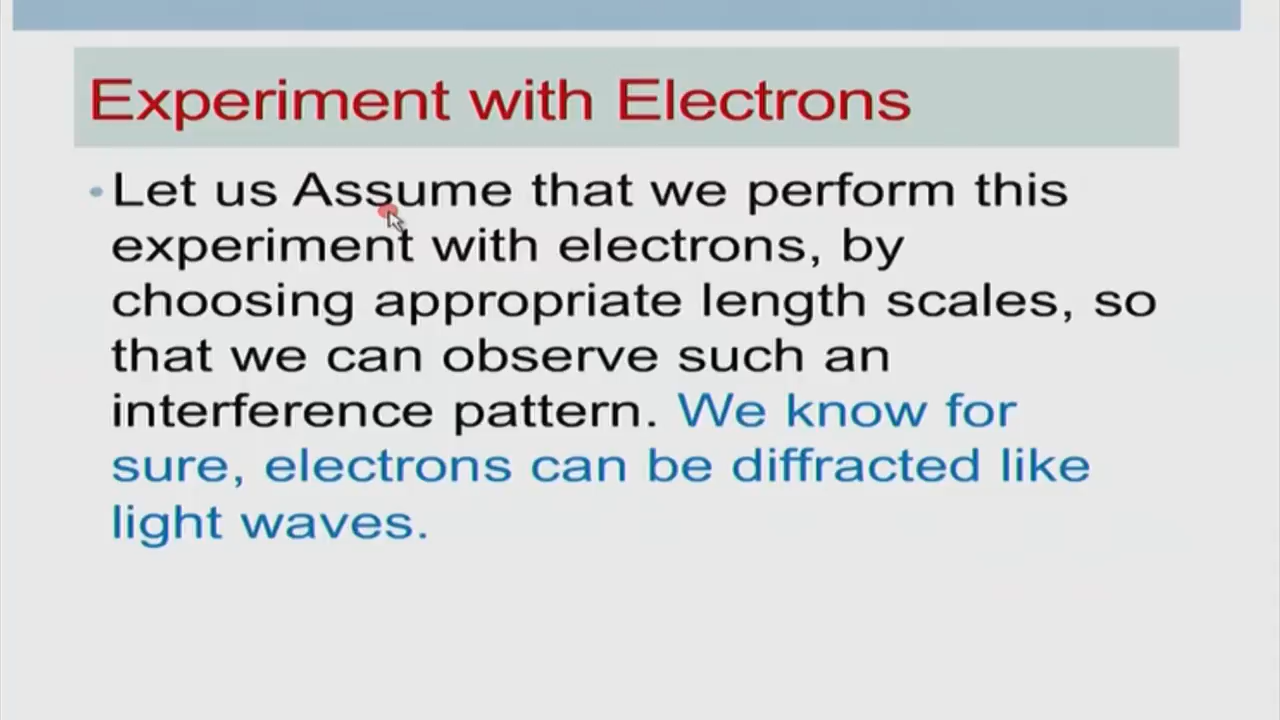 Experiment with Electrons
• Let us Assume that we perform this
experiment with electrons, by
choosing appropriate length scales, so
that we can observe such an
interference pattern. We know for
sure, electrons can be diffracted like
light waves.